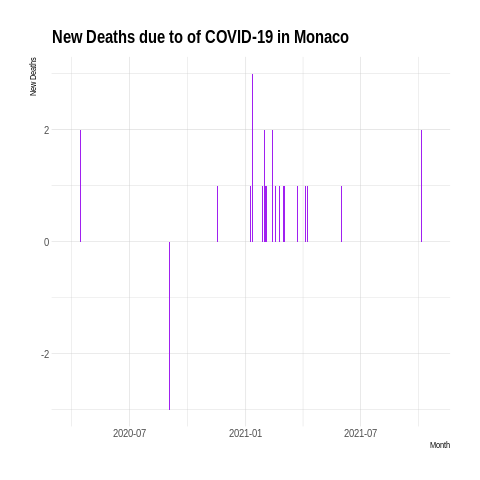 New Deaths due to of COVID-19 in Monaco
New Deaths
2
0
-2
2020-07
2021-01
2021-07
Month